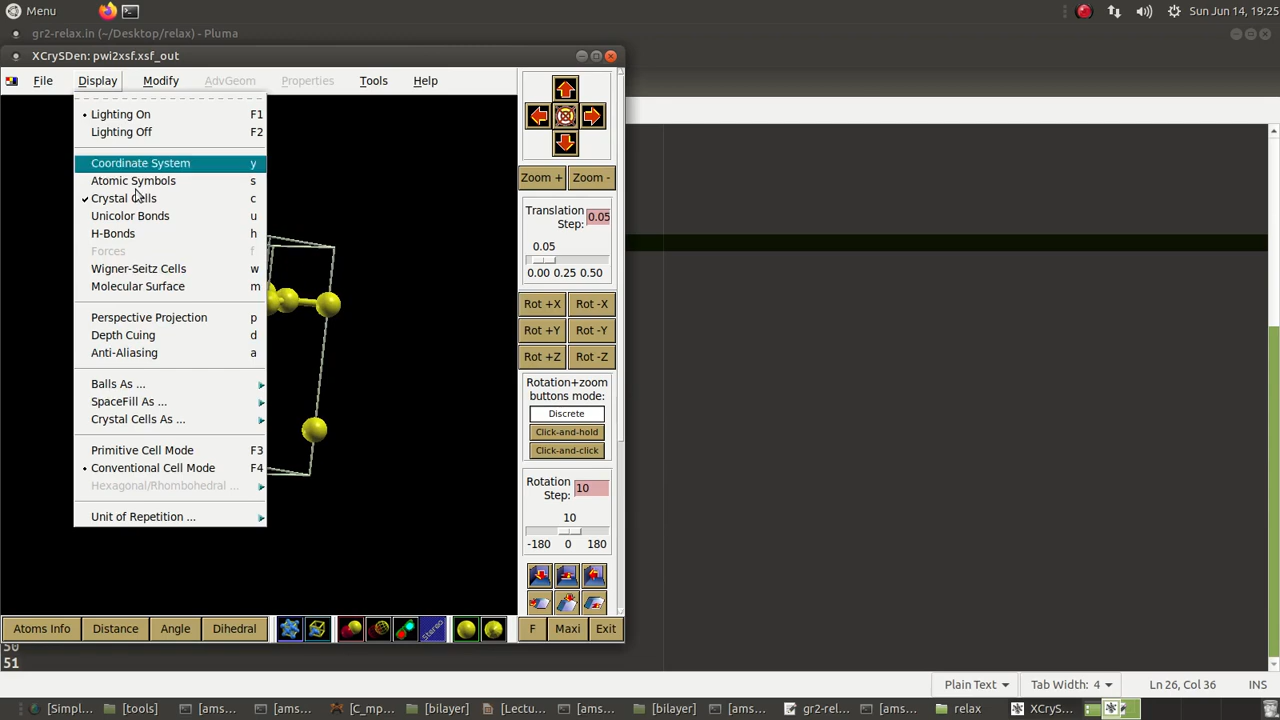 Menu
Sun Jun 14, 19:25
gr2-relax.in (~/Desktop/relax) - Pluma
XCrySDen: pwi2xsf.xsf_out
File Display Modify AdvGeom Properties Tools Help
Lighting On F1
Lighting Off F2
Coordinate System y
Atomic Symbols s
Crystal Cells c
Unicolor Bonds u
H-Bonds h
Forces f
Wigner-Seitz Cells w
Molecular Surface m
Perspective Projection p
Depth Cuing d
Anti-Aliasing a
Balls As ...
SpaceFill As ...
Crystal Cells As ...
Primitive Cell Mode F3
Conventional Cell Mode F4
Hexagonal/Rhombohedral ...
Unit of Repetition ...
Zoom + Zoom -
Translation
Step: 0.05
0.05
0.00 0.25 0.50
Rot +X Rot -X
Rot +Y Rot -Y
Rot +Z Rot -Z
Rotation+zoom
buttons mode:
Discrete
Click-and-hold
Click-and-click
Rotation
Step: 10
10
-180 0 180
Atoms Info Distance Angle Dihedral Stereo F Maxi Exit
50
51
Plain Text Tab Width: 4 Ln 26, Col 36 INS
[Simpl... [tools] [ams... [ams... [C_mp... [bilayer] [Lectu... [ams... [bilayer] [ams... gr2-rel... [ams... relax XCryS...